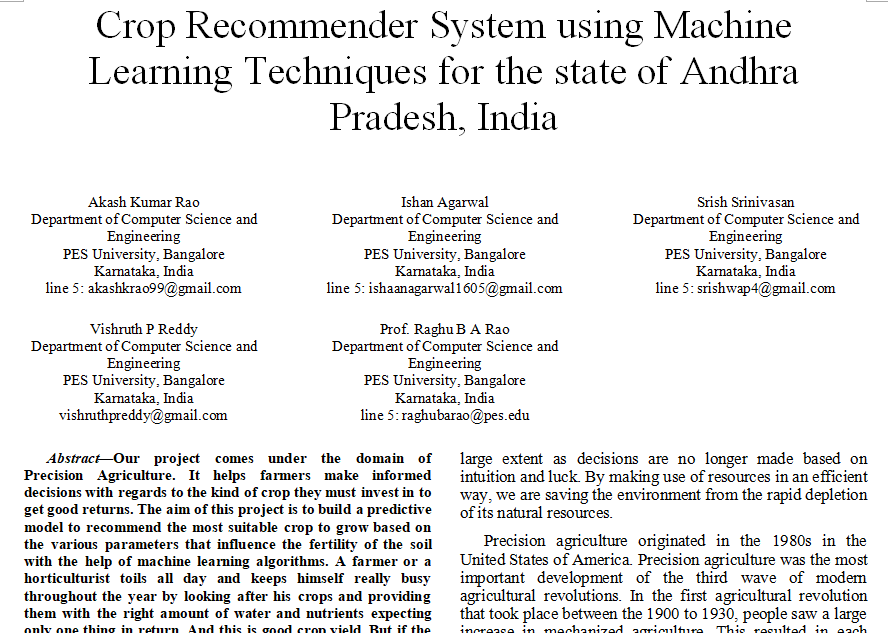 Crop Recommender System using Machine
Learning Techniques for the state of Andhra
Pradesh, India
Akash Kumar Rao
Department of Computer Science and
Engineering
PES University, Bangalore
Karnataka, India
line 5: akashkrao99@gmail.com
Ishan Agarwal
Department of Computer Science and
Engineering
PES University, Bangalore
Karnataka, India
line 5: ishaanagarwal1605@gmail.com
Srish Srinivasan
Department of Computer Science and
Engineering
PES University, Bangalore
Karnataka, India
line 5: srishwap4@gmail.com
Vishruth P Reddy
Department of Computer Science and
Engineering
PES University, Bangalore
Karnataka, India
vishruthpreddy@gmail.com
Prof. Raghu B A Rao
Department of Computer Science and
Engineering
PES University, Bangalore
Karnataka, India
line 5: raghubarao@pes.edu
Abstract—Our project comes under the domain of
Precision Agriculture. It helps farmers make informed
decisions with regards to the kind of crop they must invest in to
get good returns. The aim of this project is to build a predictive
model to recommend the most suitable crop to grow based on
the various parameters that influence the fertility of the soil
with the help of machine learning algorithms. A farmer or a
horticulturist toils all day and keeps himself really busy
throughout the year by looking after his crops and providing
them with the right amount of water and nutrients expecting
only one thing in return. And this is good crop yield. But if the
large extent as decisions are no longer made based on
intuition and luck. By making use of resources in an efficient
way, we are saving the environment from the rapid depletion
of its natural resources.
Precision agriculture originated in the 1980s in the
United States of America. Precision agriculture was the most
important development of the third wave of modern
agricultural revolutions. In the first agricultural revolution
that took place between the 1900 to 1930, people saw a large
increase in mechanized agriculture. This resulted in each